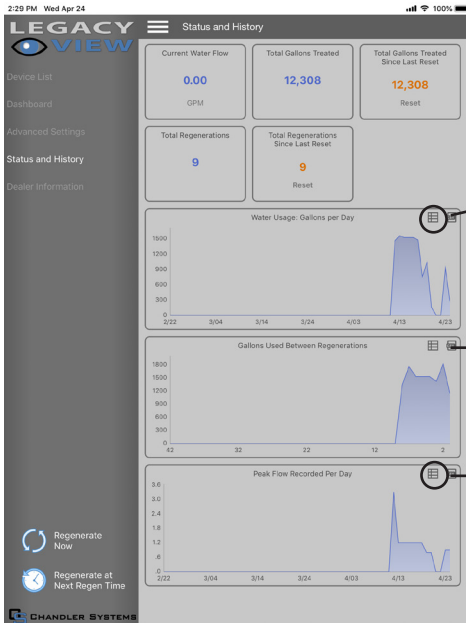 2:29 PM Wed Apr 24
100%
LEGACY
VIEW
Device List
Dashboard
Advanced Settings
Status and History
Dealer Information
Regenerate
Now
Regenerate at
Next Regen Time
CHANDLER SYSTEMS
Status and History
Current Water Flow
0.00
GPM
Total Gallons Treated
12,308
Total Gallons Treated
Since Last Reset
12,308
Reset
Total Regenerations
9
Total Regenerations
Since Last Reset
9
Reset
Water Usage: Gallons per Day
1500
1200
900
600
300
0
2/22 3/04 3/14 3/24 4/03 4/13 4/23
Gallons Used Between Regenerations
1800
1500
1200
900
600
300
0
42 32 22 12 2
Peak Flow Recorded Per Day
3.6
3.0
2.4
1.8
1.2
.6
.0
2/22 3/04 3/14 3/24 4/03 4/13 4/23